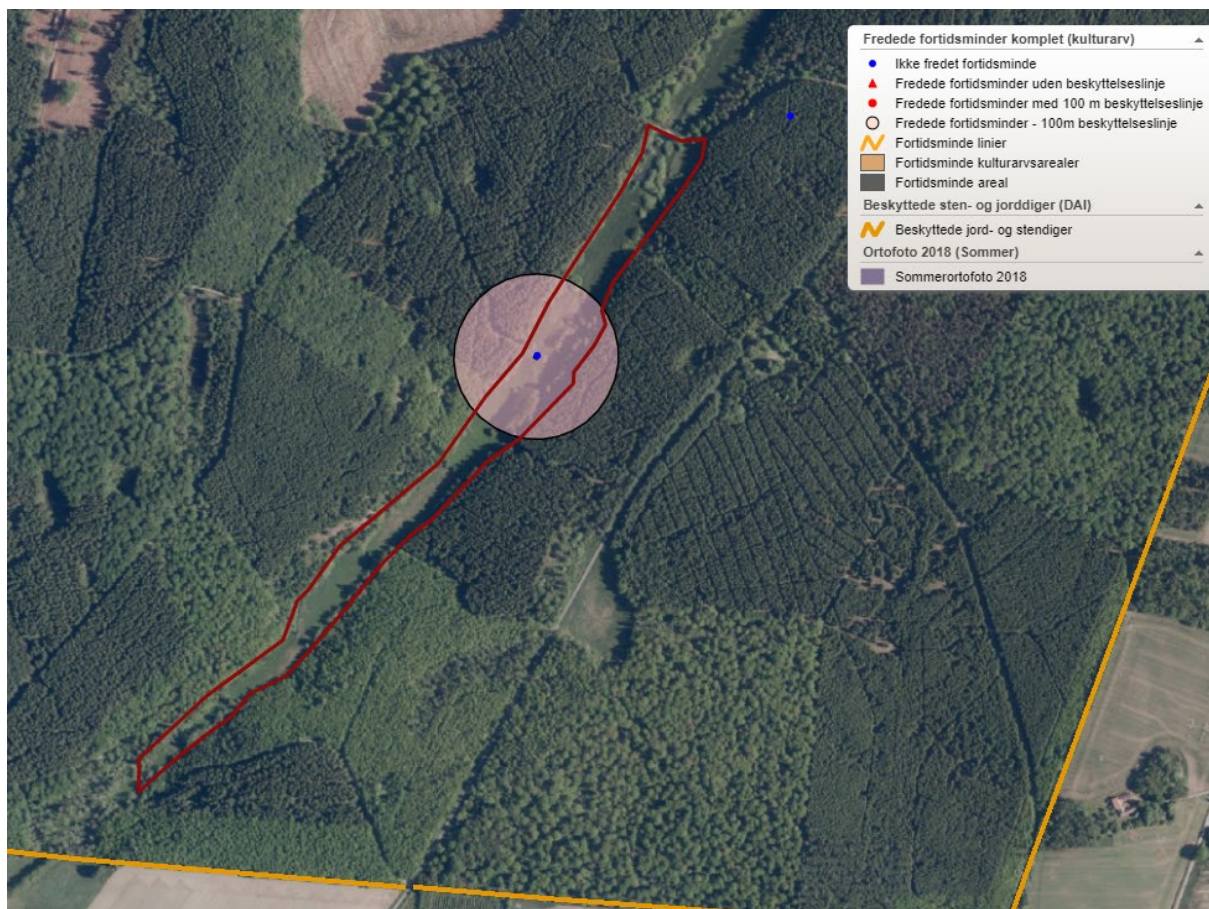 Fredede fortidsminder komplet (kulturarv)
Ikke fredet fortidsminde
Fredede fortidsminder uden beskyttelseslinje
Fredede fortidsminder med 100 m beskyttelseslinje
Fredede fortidsminder - 100m beskyttelseslinje
Fortidsminde linier
Fortidsminde kulturarvsarealer
Fortidsminde areal
Beskyttede sten- og jorddiger (DAI)
Beskyttede jord- og stendiger
Ortofoto 2018 (Sommer)
Sommerortofoto 2018